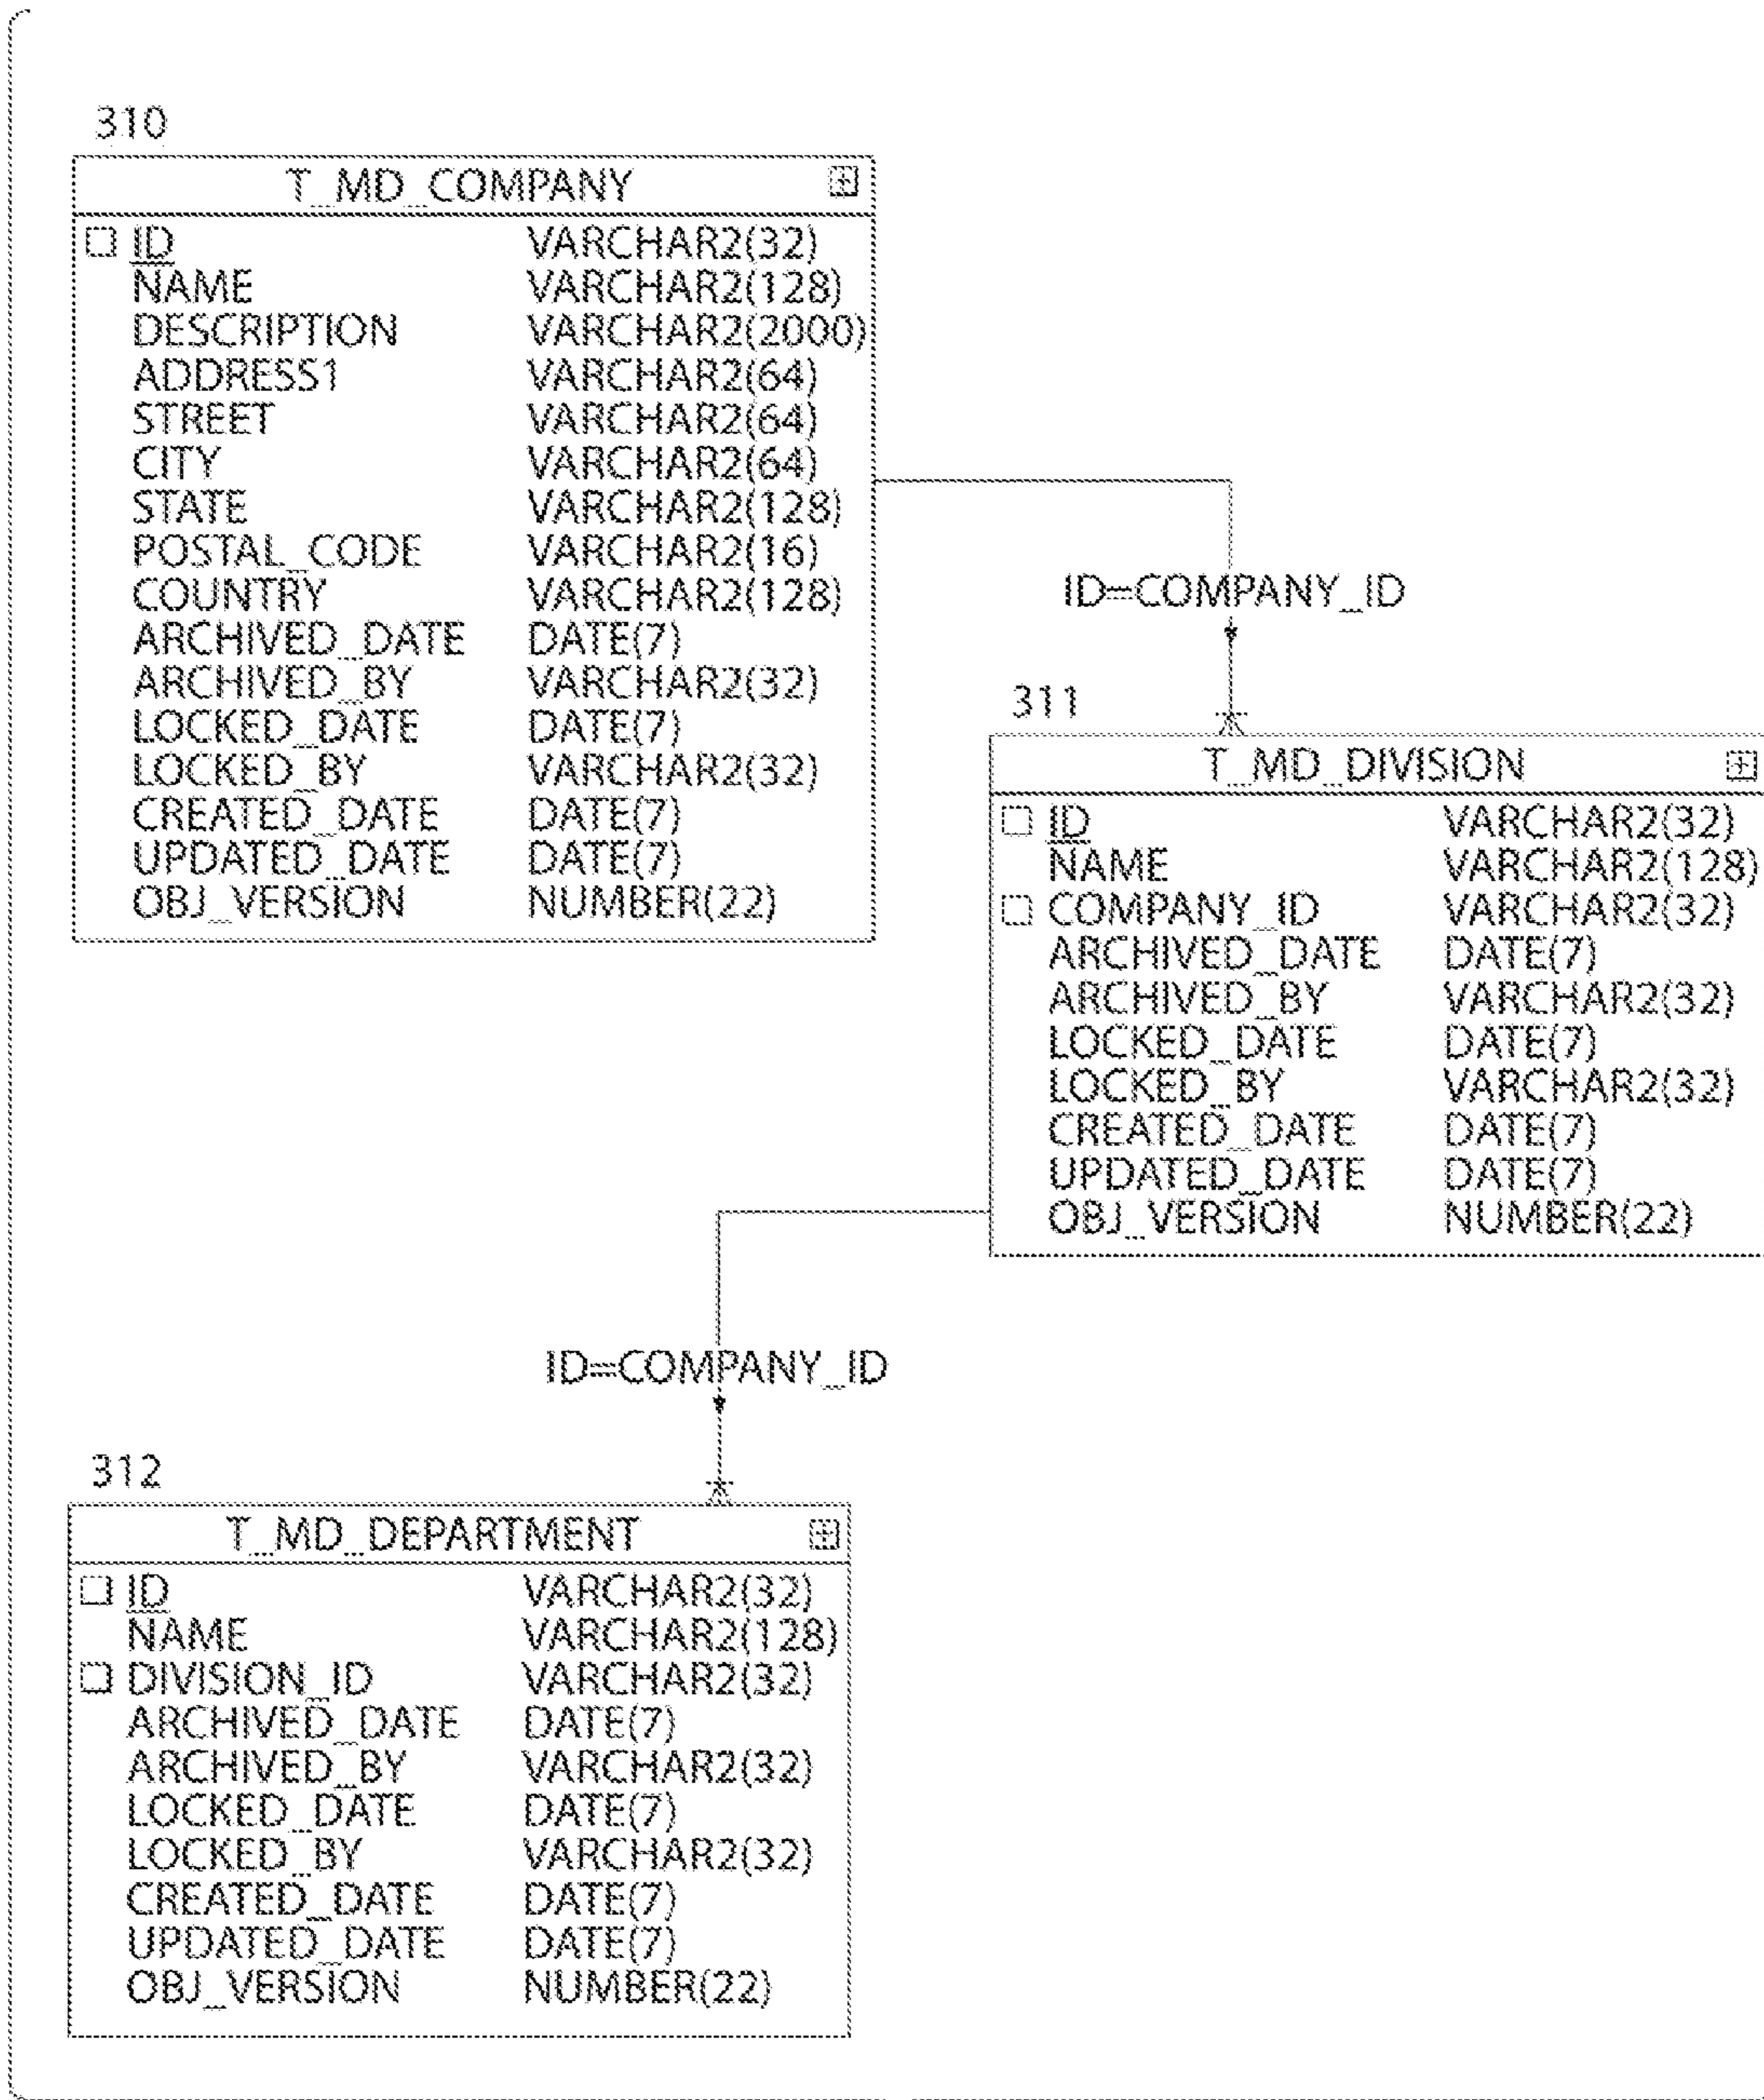 310
T_MD_COMPANY
ID VARCHAR2(32)
NAME VARCHAR2(128)
DESCRIPTION VARCHAR2(2000)
ADDRESS1 VARCHAR2(64)
STREET VARCHAR2(64)
CITY VARCHAR2(64)
STATE VARCHAR2(128)
POSTAL_CODE VARCHAR2(16)
COUNTRY VARCHAR2(128)
ARCHIVED_DATE DATE(7)
ARCHIVED_BY VARCHAR2(32)
LOCKED_DATE DATE(7)
LOCKED_BY VARCHAR2(32)
CREATED_DATE DATE(7)
UPDATED_DATE DATE(7)
OBJ_VERSION NUMBER(22)
ID=COMPANY_ID
311
T_MD_DIVISION
ID VARCHAR2(32)
NAME VARCHAR2(128)
COMPANY_ID VARCHAR2(32)
ARCHIVED_DATE DATE(7)
ARCHIVED_BY VARCHAR2(32)
LOCKED_DATE DATE(7)
LOCKED_BY VARCHAR2(32)
CREATED_DATE DATE(7)
UPDATED_DATE DATE(7)
OBJ_VERSION NUMBER(22)
ID=COMPANY_ID
312
T_MD_DEPARTMENT
ID VARCHAR2(32)
NAME VARCHAR2(128)
DIVISION_ID VARCHAR2(32)
ARCHIVED_DATE DATE(7)
ARCHIVED_BY VARCHAR2(32)
LOCKED_DATE DATE(7)
LOCKED_BY VARCHAR2(32)
CREATED_DATE DATE(7)
UPDATED_DATE DATE(7)
OBJ_VERSION NUMBER(22)